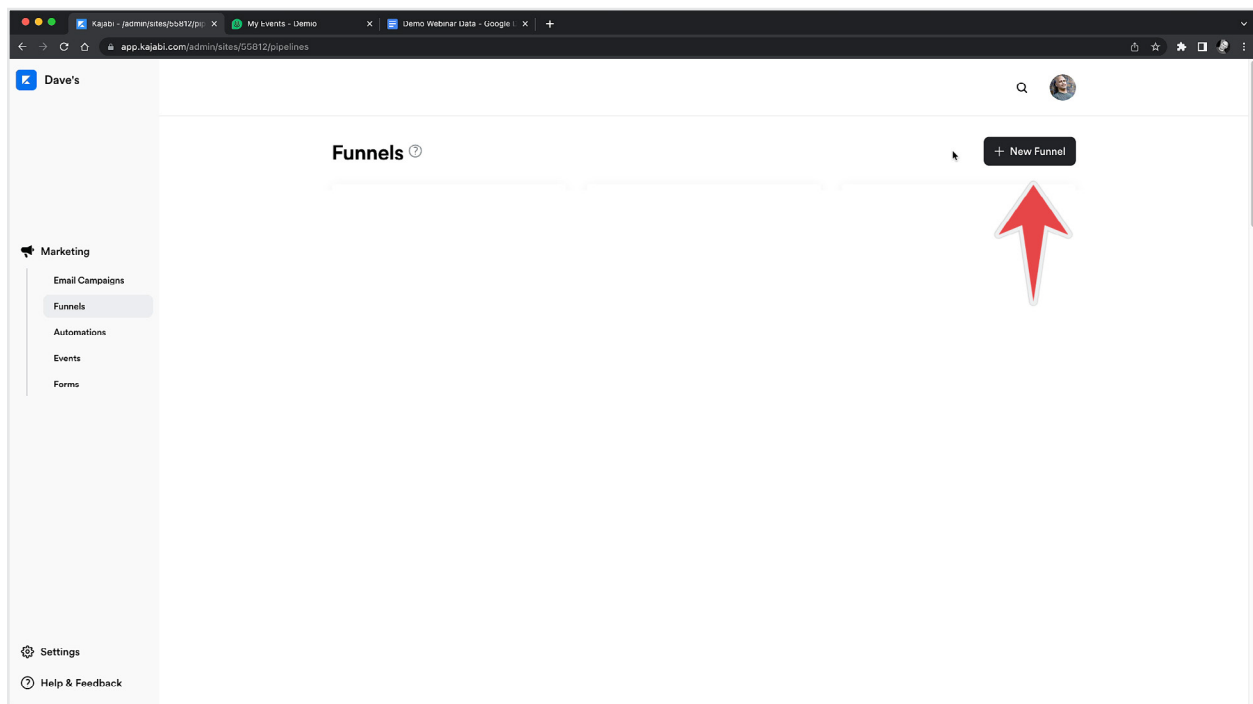 Kajabi - /admin/sites/55812/pip
My Events - Demio
Demo Webinar Data - Google
app.kajabi.com/admin/sites/55812/pipelines
Dave's
Funnels
+ New Funnel
Marketing
Email Campaigns
Funnels
Automations
Events
Forms
Settings
Help & Feedback